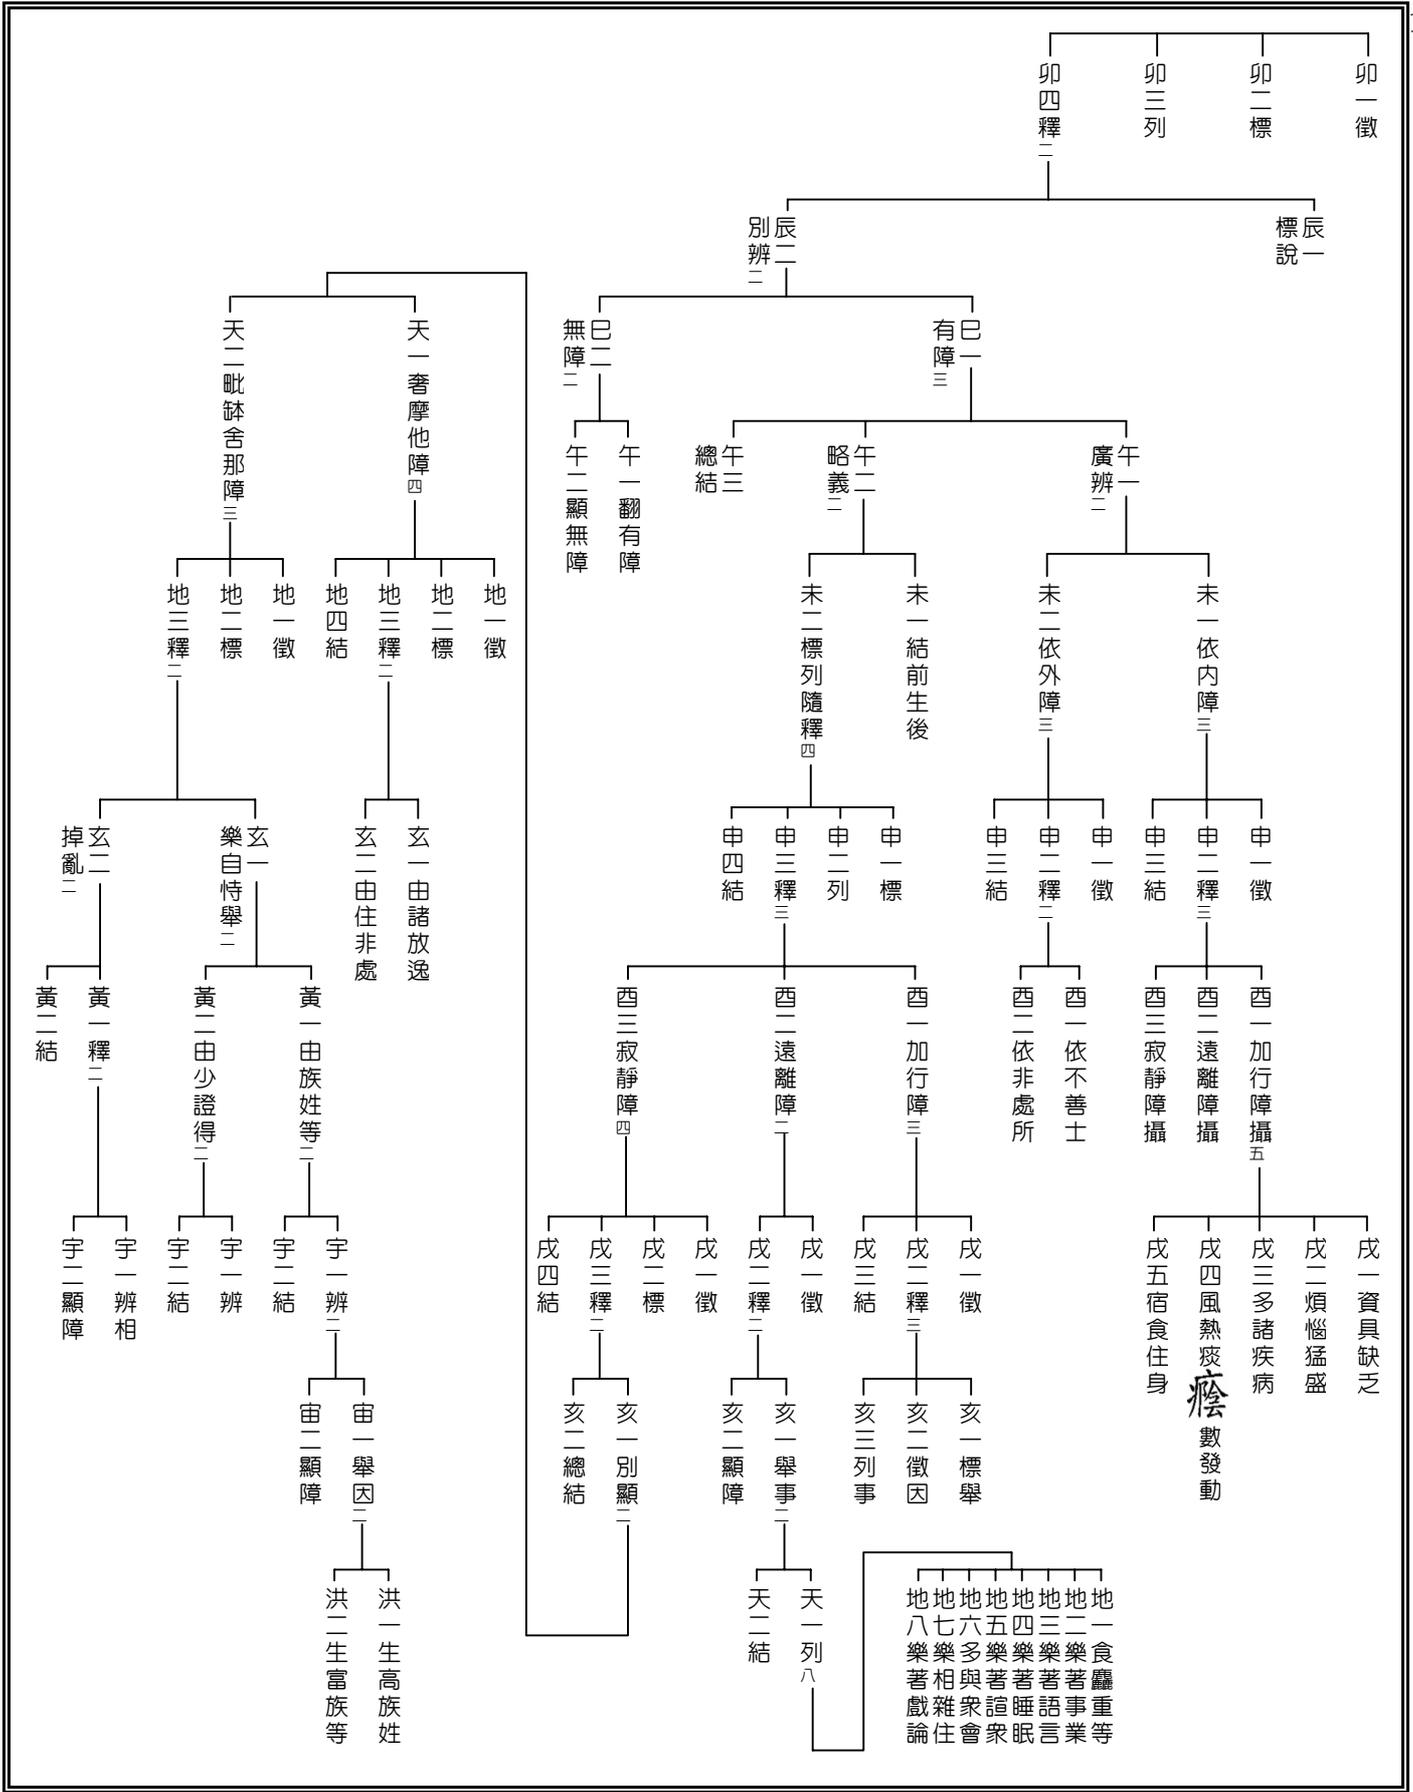 卯一徵
卯二標
卯三列
卯四釋二
辰一
標說
辰二
別辨二
巳一
有障三
巳二
無障二
午一
廣辨二
午二
略義二
午三
總結
午一翻有障
午二顯無障
未一依內障三
未二依外障三
未一結前生後
未二標列隨釋四
申一徵
申二釋三
申三結
申一徵
申二釋二
申三結
申一標
申二列
申三釋三
申四結
酉一加行障攝五
酉二遠離障攝
酉三寂靜障攝
酉一依不善士
酉二依非處所
酉一加行障三
酉二遠離障二
酉三寂靜障四
戌一資具缺乏
戌二煩惱猛盛
戌三多諸疾病
戌四風熱痰癊數發動
戌五宿食住身
戌一徵
戌二釋三
戌三結
戌一徵
戌二釋二
戌一徵
戌二標
戌三釋二
戌四結
亥一標舉
亥二徵因
亥三列事
亥一舉事二
亥二顯障
亥一別顯二
亥二總結
天一列八
天二結
地一食麤重等
地二樂著事業
地三樂著語言
地四樂著睡眠
地五樂著諠衆
地六多與衆會
地七樂相雜住
地八樂著戲論
天一奢摩他障四
天二毗缽舍那障三
地一徵
地二標
地三釋二
地四結
地一徵
地二標
地三釋二
玄一由諸放逸
玄二由住非處
玄一
樂自恃舉二
玄二
掉亂二
黃一由族姓等二
黃二由少證得二
黃一釋二
黃二結
宇一辨二
宇二結
宇一辨
宇二結
宇一辨相
宇二顯障
宙一舉因二
宙二顯障
洪一生高族姓
洪二生富族等